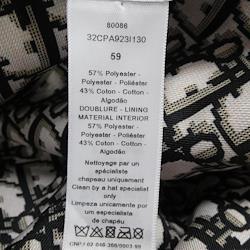 80086
32CPA923I130
59
57% Polyester -
Polyester - Poliéster
43% Coton - Cotton -
Algodão
DOUBLURE - LINING
MATERIAL INTERIOR
57% Polyester -
Polyester - Poliéster
43% Coton - Cotton -
Algodão
Nettoyage par un
spécialiste du
chapeau uniquement
Clean by a hat specialist
only
Limpeza unicamente
por um especialista
de chapéu